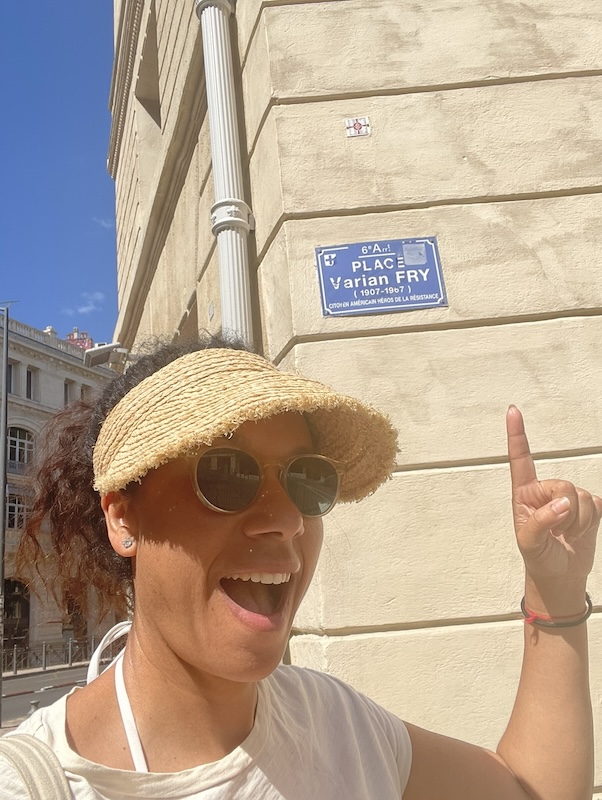 6e Arrt
PLACE
Varian FRY
( 1907-1967 )
CITOYEN AMÉRICAIN HÉROS DE LA RÉSISTANCE